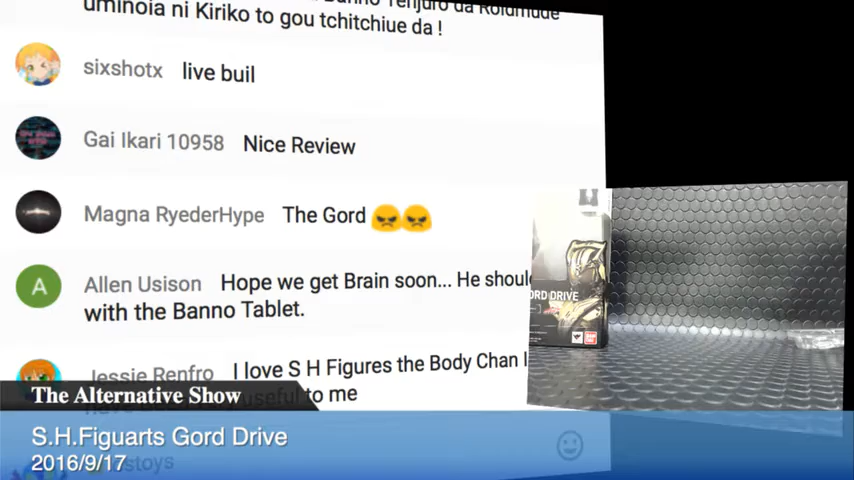 uminoia ni Kiriko to gou tchitchiue da !
sixshotx live buil
Gai Ikari 10958 Nice Review
Magna RyederHype The Gord 😠😠
A
Allen Usison Hope we get Brain soon... He shoul
with the Banno Tablet.
Jessie Renfro I love S H Figures the Body Chan I
useful to me
ORD DRIVE
BANDAI
The Alternative Show
S.H.Figuarts Gord Drive
2016/9/17